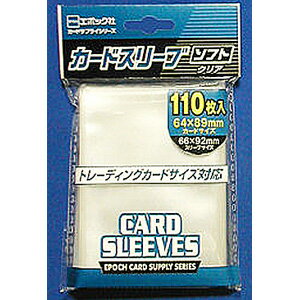 エポック社
カードサプライシリーズ
カードスリーブ
ソフト
クリア
110枚入
64×89mm
カードサイズ
66×92mm
スリーブサイズ
トレーディングカードサイズ対応
CARD
SLEEVES
EPOCH CARD SUPPLY SERIES